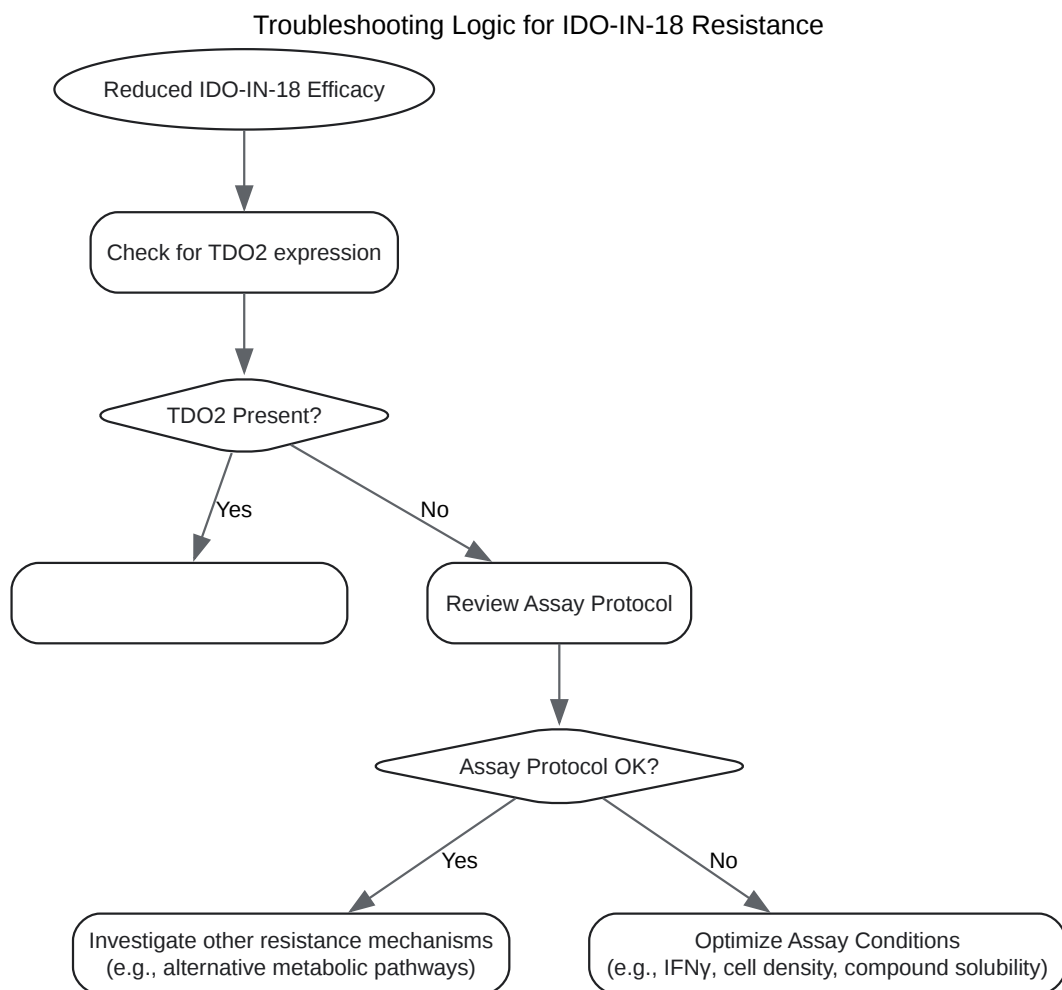 Troubleshooting Logic for IDO-IN-18 Resistance
Reduced IDO-IN-18 Efficacy
Check for TDO2 expression
TDO2 Present?
Yes
No
Review Assay Protocol
Assay Protocol OK?
Yes
No
Investigate other resistance mechanisms
(e.g., alternative metabolic pathways)
Optimize Assay Conditions
(e.g., IFNγ, cell density, compound solubility)